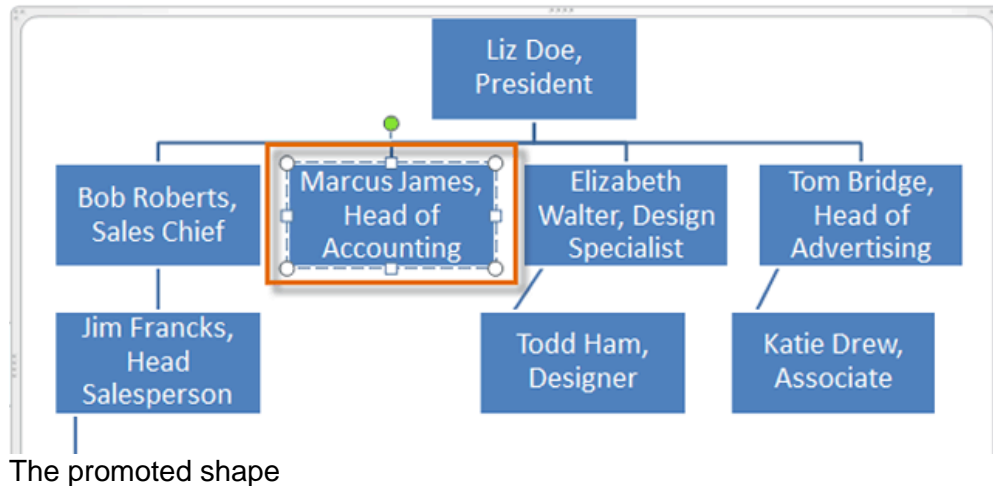 Liz Doe,
President
Bob Roberts,
Sales Chief
Marcus James,
Head of
Accounting
Elizabeth
Walter, Design
Specialist
Tom Bridge,
Head of
Advertising
Jim Francks,
Head
Salesperson
Todd Ham,
Designer
Katie Drew,
Associate
The promoted shape